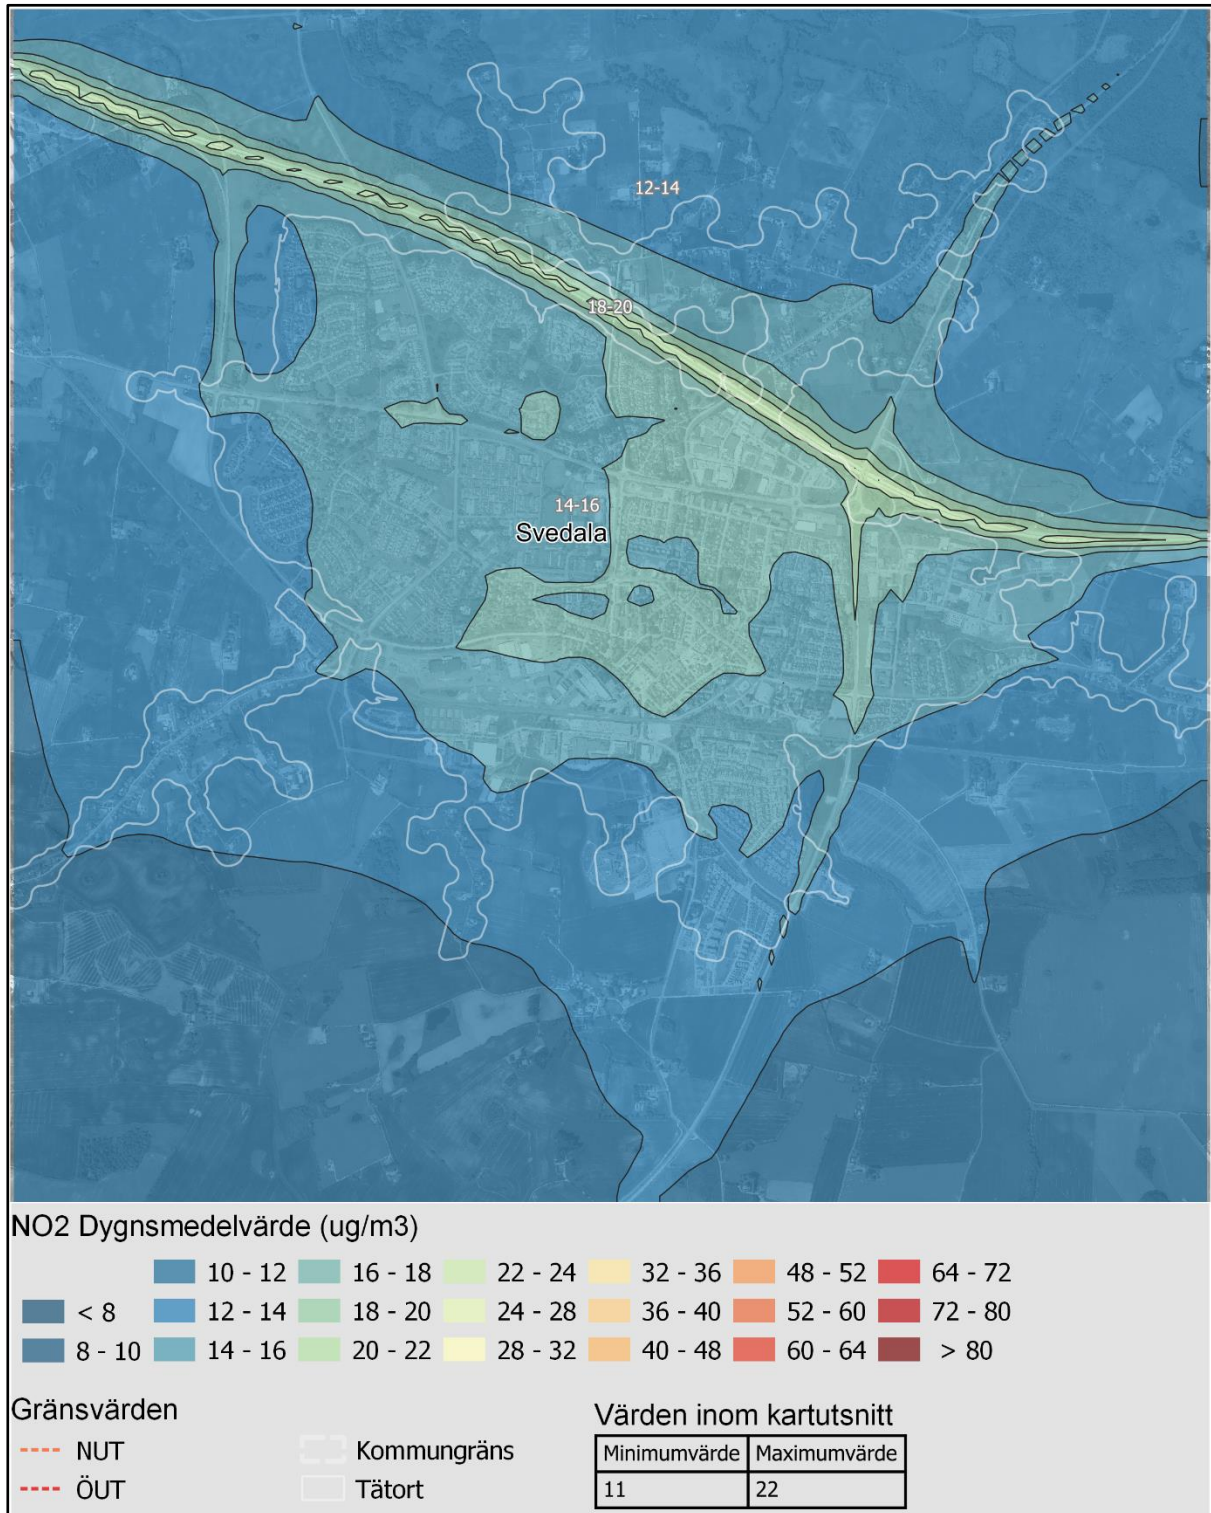 12-14
18-20
14-16
Svedala
NO2 Dygnsmedelvärde (ug/m3)
10 - 12 16 - 18 22 - 24 32 - 36 48 - 52 64 - 72
< 8 12 - 14 18 - 20 24 - 28 36 - 40 52 - 60 72 - 80
8 - 10 14 - 16 20 - 22 28 - 32 40 - 48 60 - 64 > 80
Gränsvärden
NUT
ÖUT
Kommungräns
Tätort
Värden inom kartutsnitt
Minimumvärde Maximumvärde
11 22